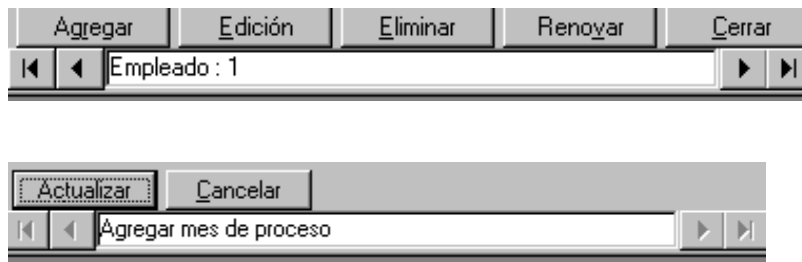 Agregar Edición Eliminar Renovar Cerrar
Empleado : 1
Actualizar Cancelar
Agregar mes de proceso